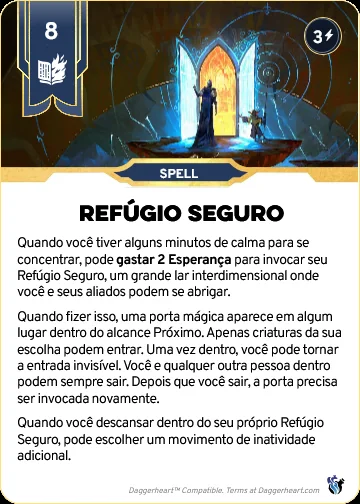 8
3
SPELL
REFÚGIO SEGURO
Quando você tiver alguns minutos de calma para se
concentrar, pode gastar 2 Esperança para invocar seu
Refúgio Seguro, um grande lar interdimensional onde
você e seus aliados podem se abrigar.
Quando fizer isso, uma porta mágica aparece em algum
lugar dentro do alcance Próximo. Apenas criaturas da sua
escolha podem entrar. Uma vez dentro, você pode tornar
a entrada invisível. Você e qualquer outra pessoa dentro
podem sempre sair. Depois que você sair, a porta precisa
ser invocada novamente.
Quando você descansar dentro do seu próprio Refúgio
Seguro, pode escolher um movimento de inatividade
adicional.
Daggerheart™ Compatible. Terms at Daggerheart.com